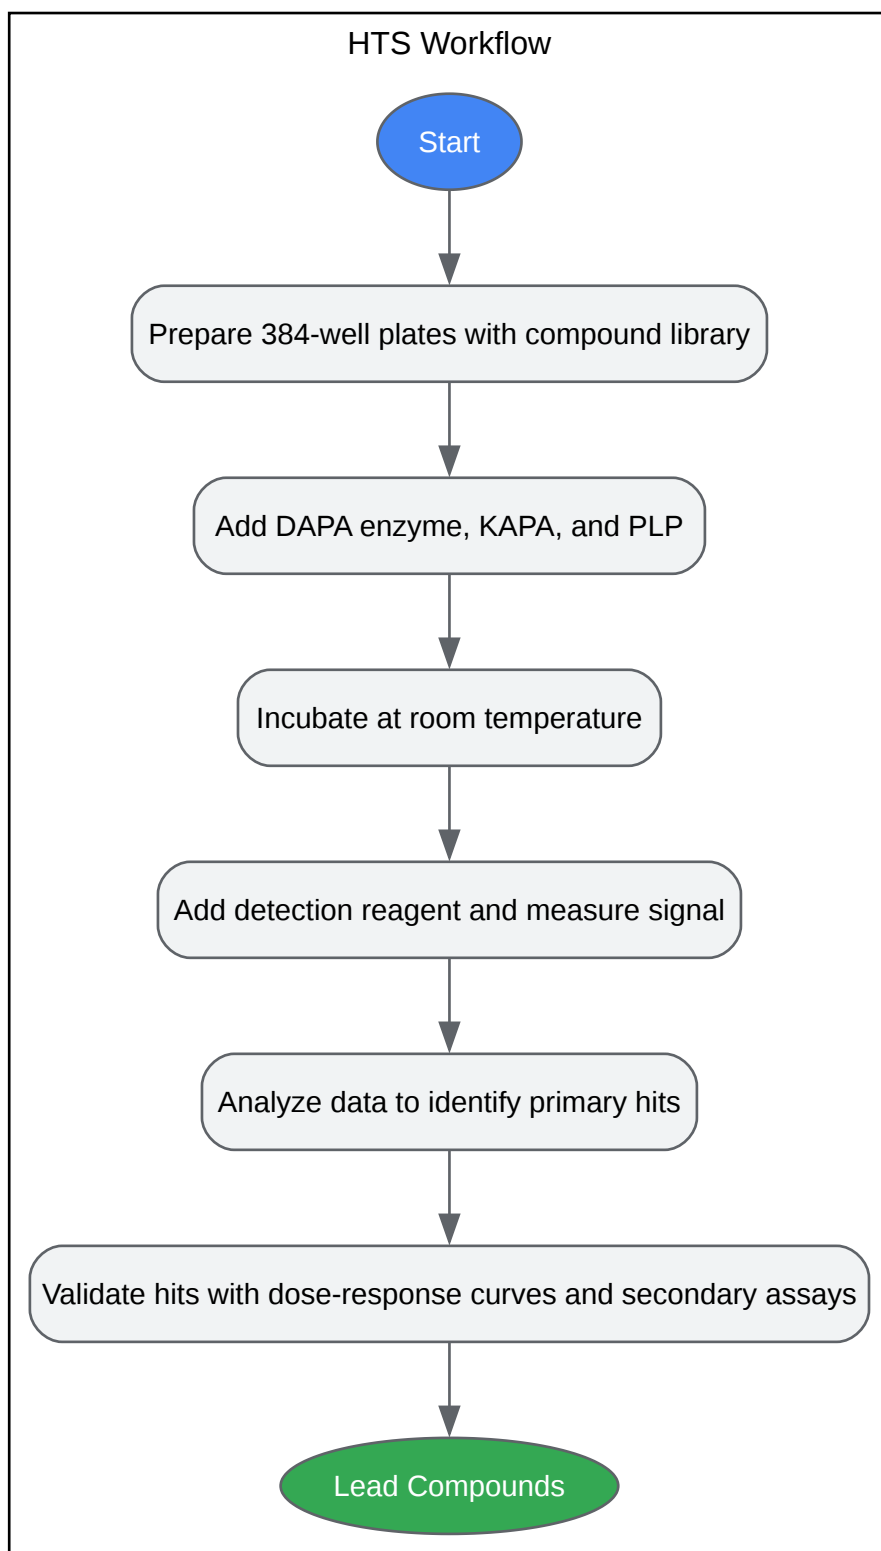 HTS Workflow
Start
Prepare 384-well plates with compound library
Add DAPA enzyme, KAPA, and PLP
Incubate at room temperature
Add detection reagent and measure signal
Analyze data to identify primary hits
Validate hits with dose-response curves and secondary assays
Lead Compounds